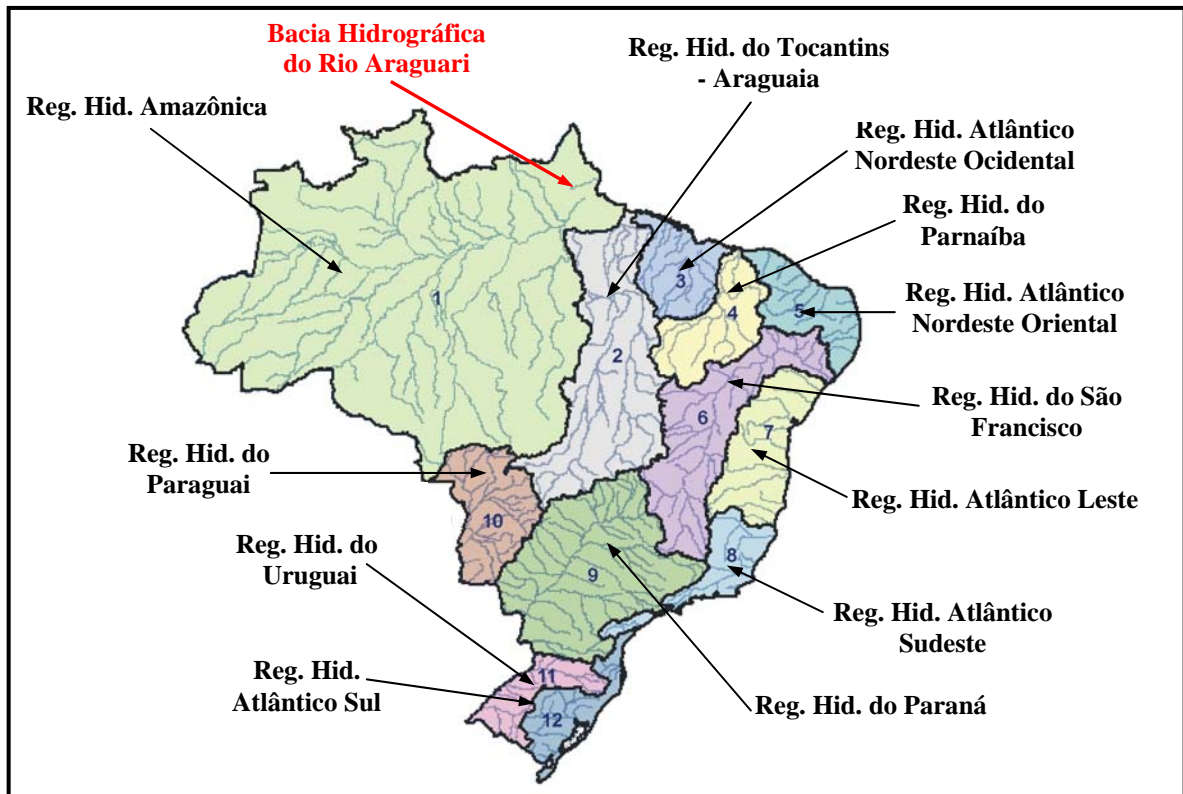 Bacia Hidrográfica
do Rio Araguari
Reg. Hid. do Tocantins
- Araguaia
Reg. Hid. Amazônica
Reg. Hid. Atlântico
Nordeste Ocidental
Reg. Hid. do
Parnaíba
Reg. Hid. Atlântico
Nordeste Oriental
Reg. Hid. do São
Francisco
Reg. Hid. do
Paraguai
Reg. Hid. Atlântico Leste
Reg. Hid. do
Uruguai
Reg. Hid. Atlântico
Sudeste
Reg. Hid.
Atlântico Sul
Reg. Hid. do Paraná
1
2
3
4
5
6
7
8
9
10
11
12